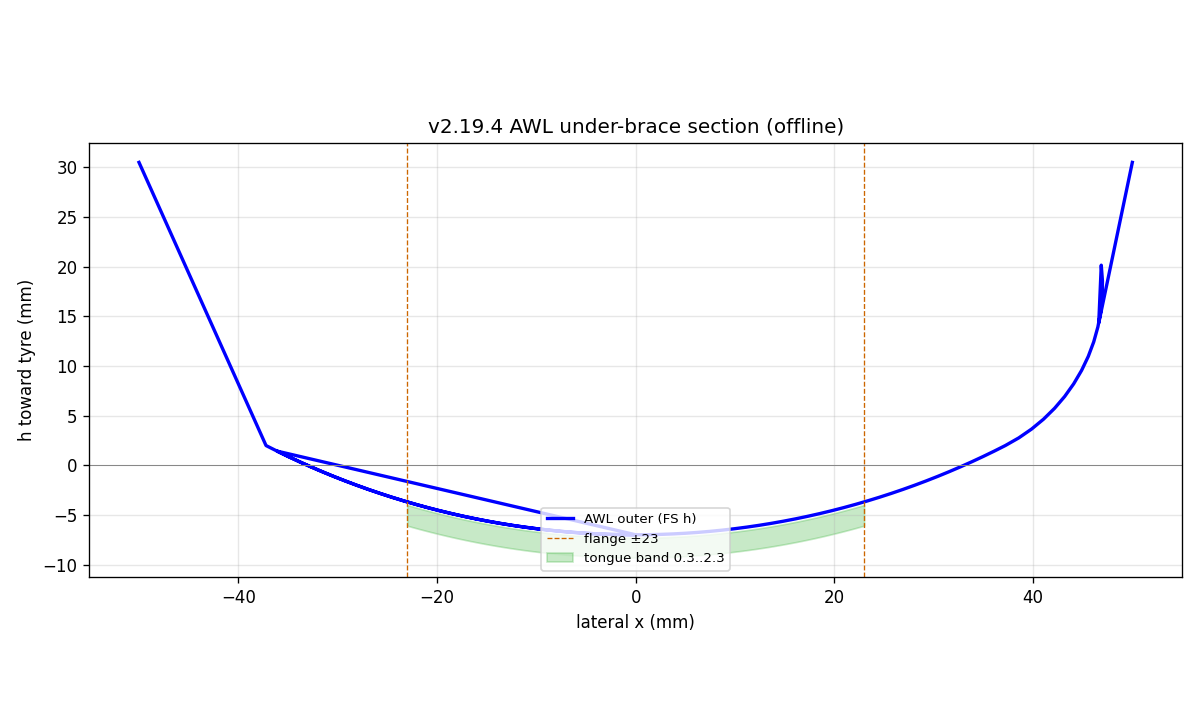 v2.19.4 AWL under-brace section (offline)
30
25
20
15
10
5
0
−5
−10
h toward tyre (mm)
AWL outer (FS h)
flange ±23
tongue band 0.3..2.3
−40
−20
0
20
40
lateral x (mm)